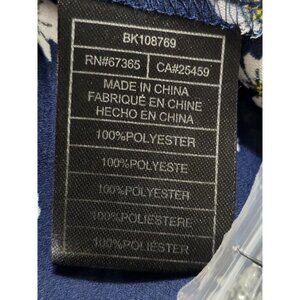 BK108769
RN#67365 CA#25459
MADE IN CHINA
FABRIQUÉ EN CHINE
HECHO EN CHINA
100%POLYESTER
100%POLYESTE
100%POLIÉSTER
100%POLIESTERE
100%POLIÉSTER